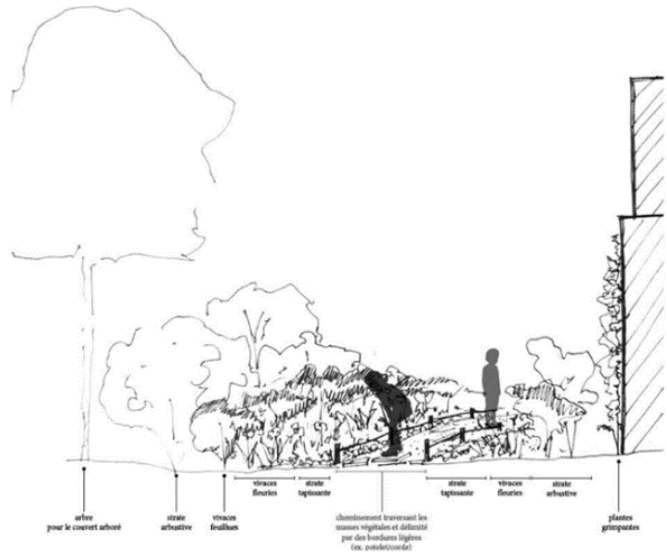 vivaces
fleuries
strate
tapissante
strate
tapissante
vivaces
fleuries
strate
arbustive
arbre
pour le couvert arboré
strate
arbustive
vivaces
feuillues
cheminement traversant les
masses végétales et délimité
par des bordures légères
(ex. potelet/corde)
plantes
grimpantes